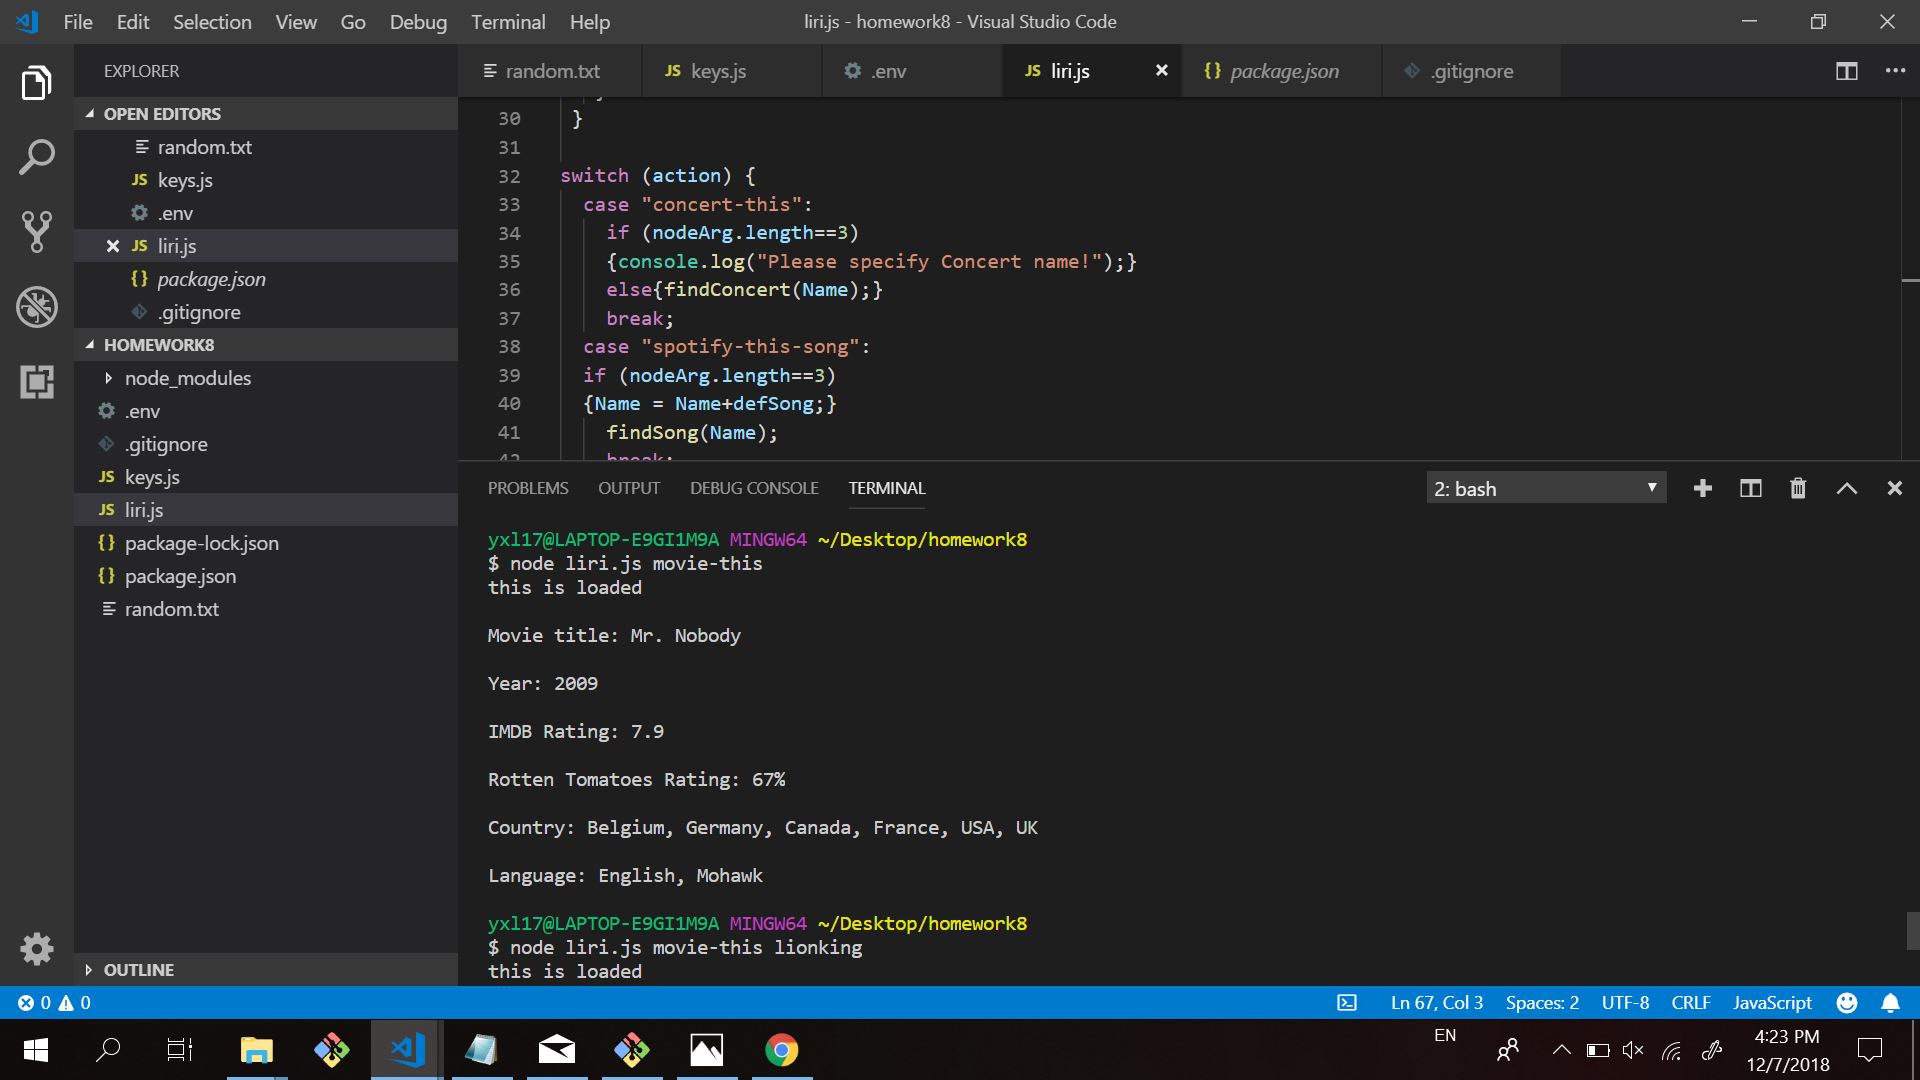 File Edit Selection View Go Debug Terminal Help
liri.js - homework8 - Visual Studio Code
EXPLORER
OPEN EDITORS
random.txt
JS keys.js
.env
JS liri.js
{} package.json
.gitignore
HOMEWORK8
node_modules
.env
.gitignore
JS keys.js
JS liri.js
{} package-lock.json
{} package.json
random.txt
OUTLINE
random.txt JS keys.js .env JS liri.js {} package.json .gitignore
30 }
31
32 switch (action) {
33 case "concert-this":
34 if (nodeArg.length==3)
35 {console.log("Please specify Concert name!");}
36 else{findConcert(Name);}
37 break;
38 case "spotify-this-song":
39 if (nodeArg.length==3)
40 {Name = Name+defSong;}
41 findSong(Name);
42 break;
PROBLEMS OUTPUT DEBUG CONSOLE TERMINAL
2: bash
yxl17@LAPTOP-E9GI1M9A MINGW64 ~/Desktop/homework8
$ node liri.js movie-this
this is loaded
Movie title: Mr. Nobody
Year: 2009
IMDB Rating: 7.9
Rotten Tomatoes Rating: 67%
Country: Belgium, Germany, Canada, France, USA, UK
Language: English, Mohawk
yxl17@LAPTOP-E9GI1M9A MINGW64 ~/Desktop/homework8
$ node liri.js movie-this lionking
this is loaded
0 0
Ln 67, Col 3 Spaces: 2 UTF-8 CRLF JavaScript
EN
4:23 PM
12/7/2018